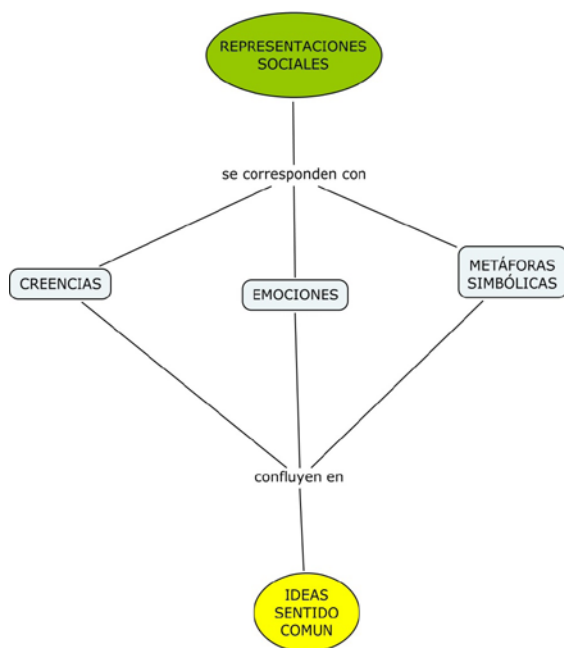 REPRESENTACIONES
SOCIALES
se corresponden con
CREENCIAS
EMOCIONES
METÁFORAS
SIMBÓLICAS
confluyen en
IDEAS
SENTIDO
COMUN